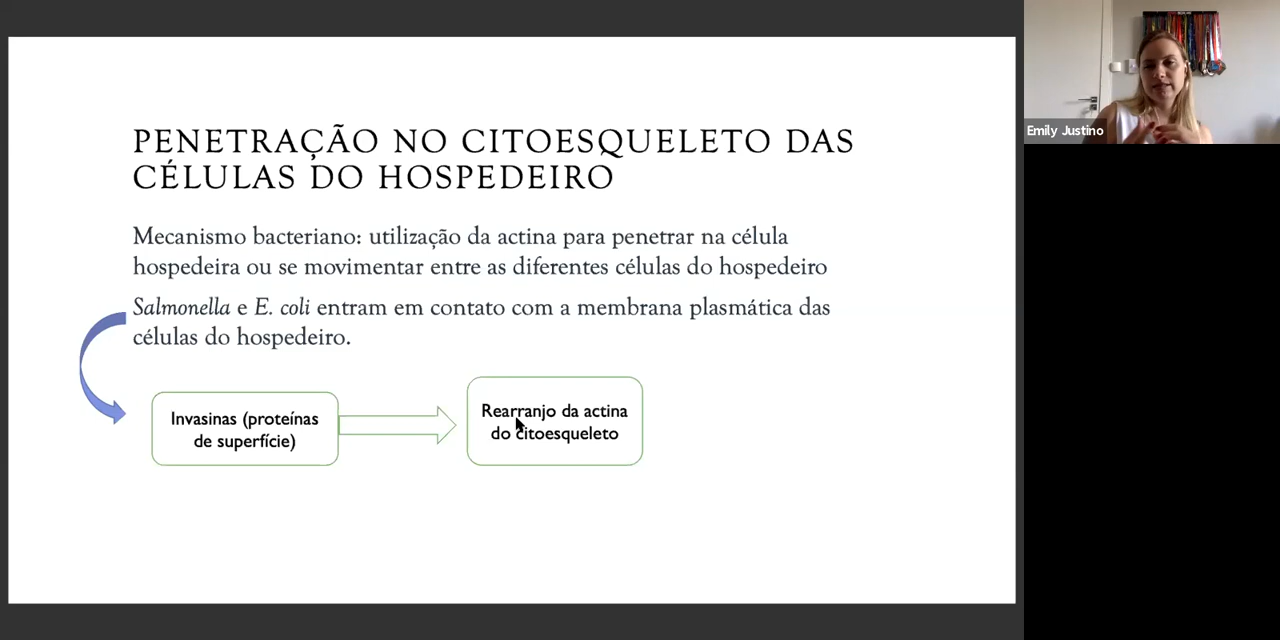 PENETRAÇÃO NO CITOESQUELETO DAS
CÉLULAS DO HOSPEDEIRO
Mecanismo bacteriano: utilização da actina para penetrar na célula
hospedeira ou se movimentar entre as diferentes células do hospedeiro
Salmonella e E. coli entram em contato com a membrana plasmática das
células do hospedeiro.
Invasinas (proteínas
de superfície)
Rearranjo da actina
do citoesqueleto
Emily Justino